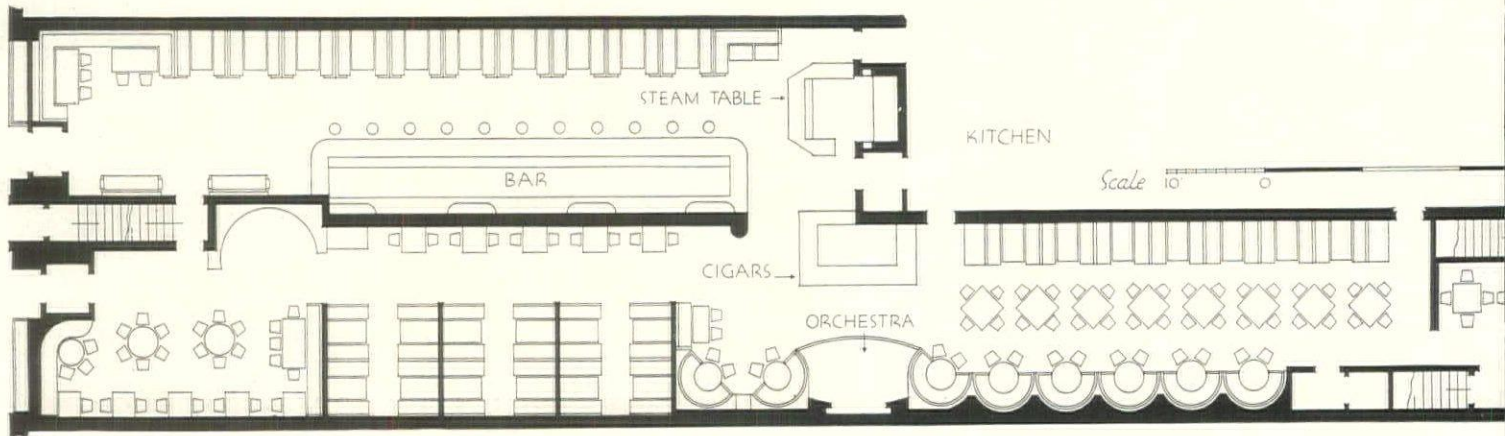 STEAM TABLE
KITCHEN
Scale 10' 0
BAR
CIGARS
ORCHESTRA